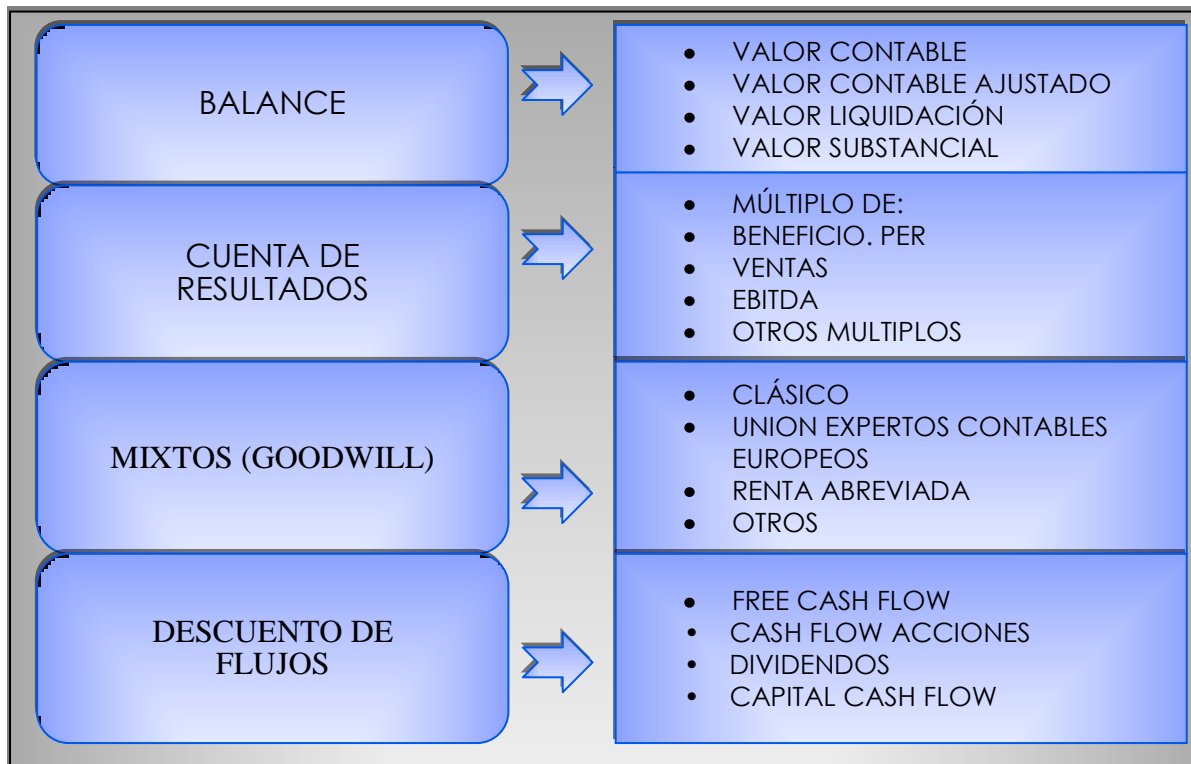 BALANCE
• VALOR CONTABLE
• VALOR CONTABLE AJUSTADO
• VALOR LIQUIDACIÓN
• VALOR SUBSTANCIAL
CUENTA DE
RESULTADOS
• MÚLTIPLO DE:
• BENEFICIO. PER
• VENTAS
• EBITDA
• OTROS MULTIPLOS
MIXTOS (GOODWILL)
• CLÁSICO
• UNION EXPERTOS CONTABLES
EUROPEOS
• RENTA ABREVIADA
• OTROS
DESCUENTO DE
FLUJOS
• FREE CASH FLOW
• CASH FLOW ACCIONES
• DIVIDENDOS
• CAPITAL CASH FLOW